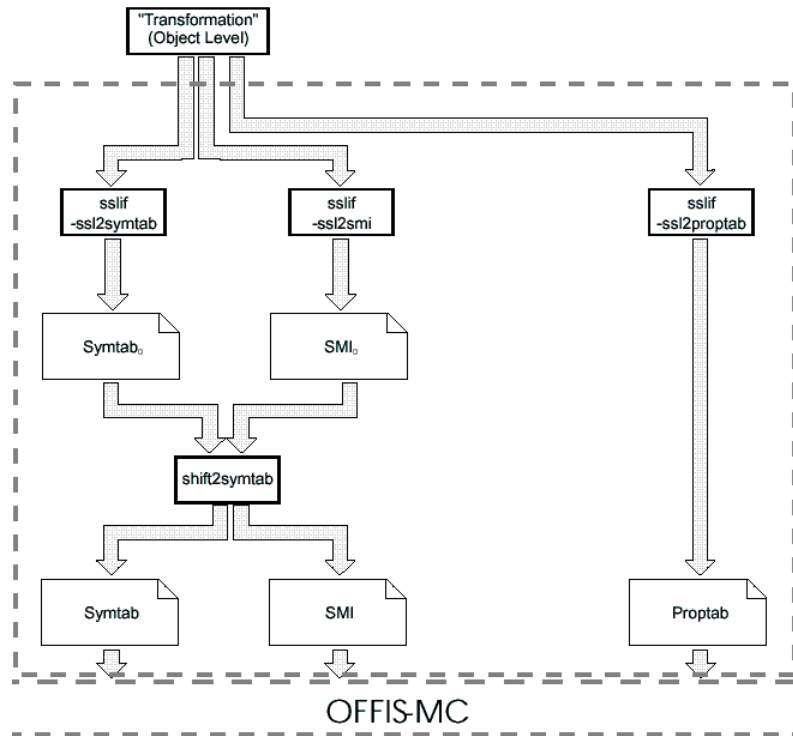 "Transformation"
(Object Level)
sslif
-ssl2symtab
sslif
-ssl2smi
sslif
-ssl2proptab
Symtab₀
SMI₀
shift2symtab
Symtab
SMI
Proptab
OFFIS-MC